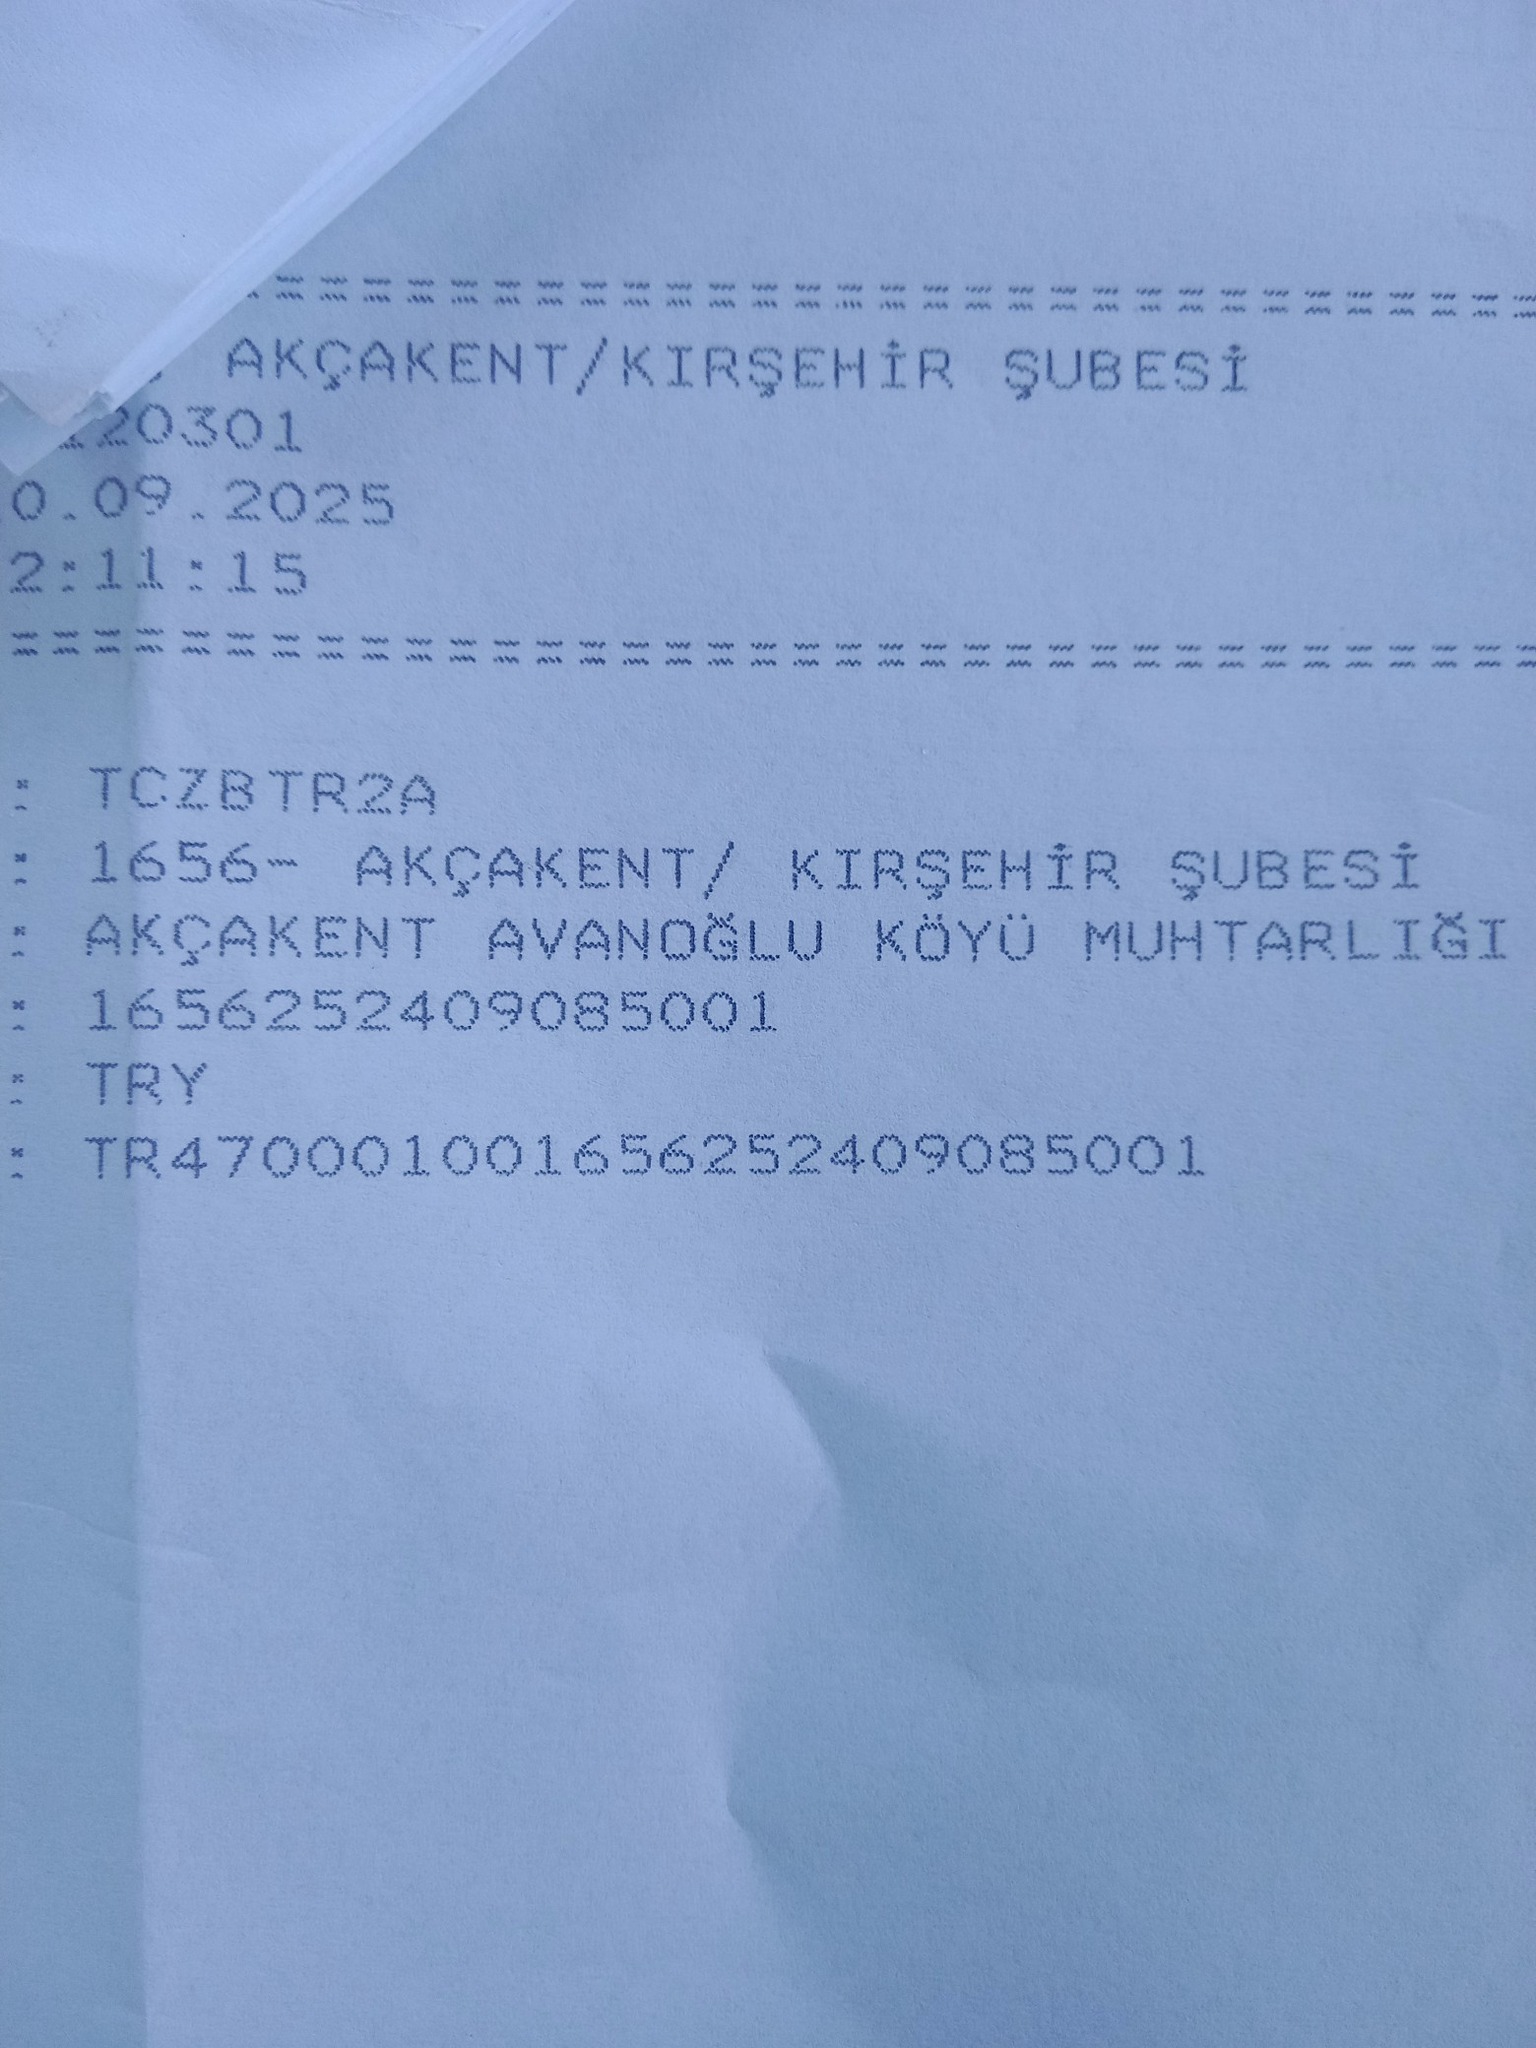 ================================
AKÇAKENT/KIRŞEHİR ŞUBESİ
120301
0.09.2025
2:11:15
====================================
: TCZBTR2A
: 1656- AKÇAKENT/ KIRŞEHİR ŞUBESİ
: AKÇAKENT AVANOĞLU KÖYÜ MUHTARLIĞI
: 1656252409085001
: TRY
: TR470001001656252409085001